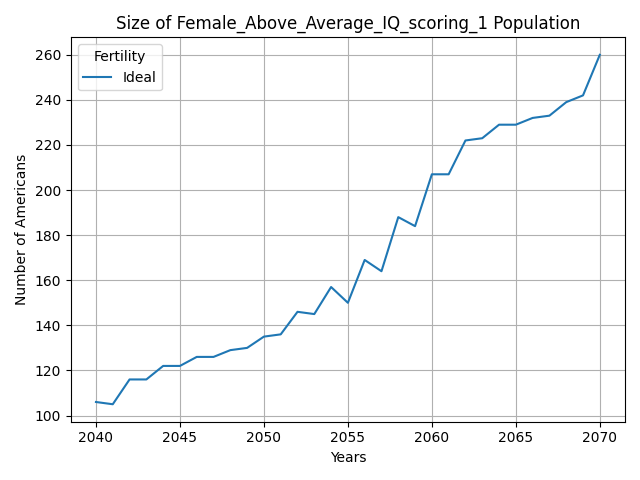 Size of Female_Above_Average_IQ_scoring_1 Population
Fertility
Ideal
Number of Americans
260
240
220
200
180
160
140
120
100
2040 2045 2050 2055 2060 2065 2070
Years